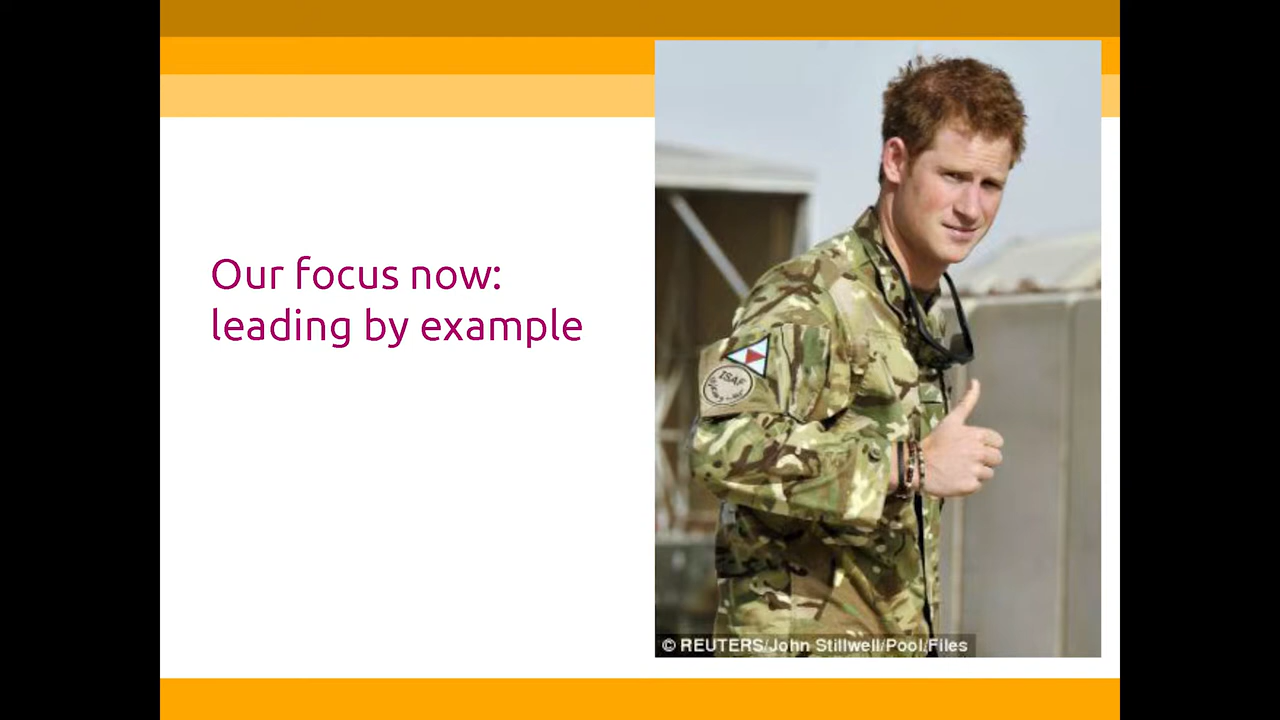 Our focus now:
leading by example
ISAF
© REUTERS/John Stillwell/Pool/Files